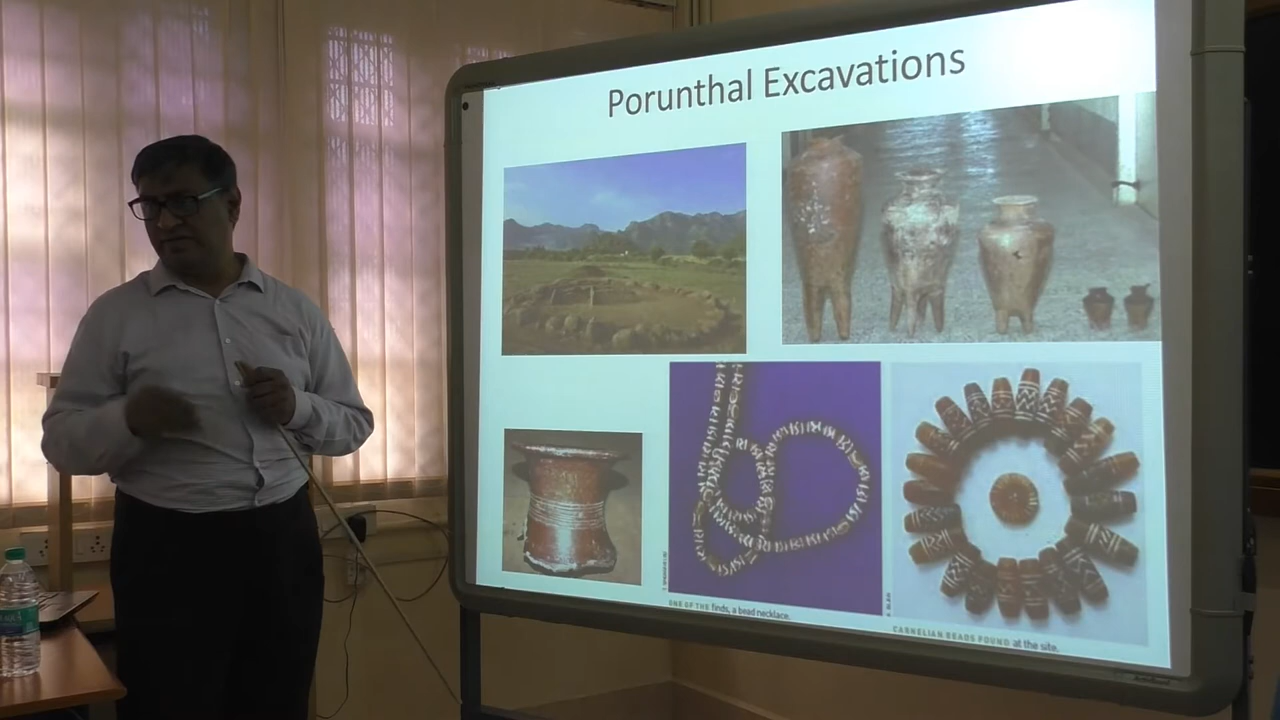 Porunthal Excavations
ONE OF THE finds, a bead necklace.
CARNELIAN BEADS FOUND at the site.